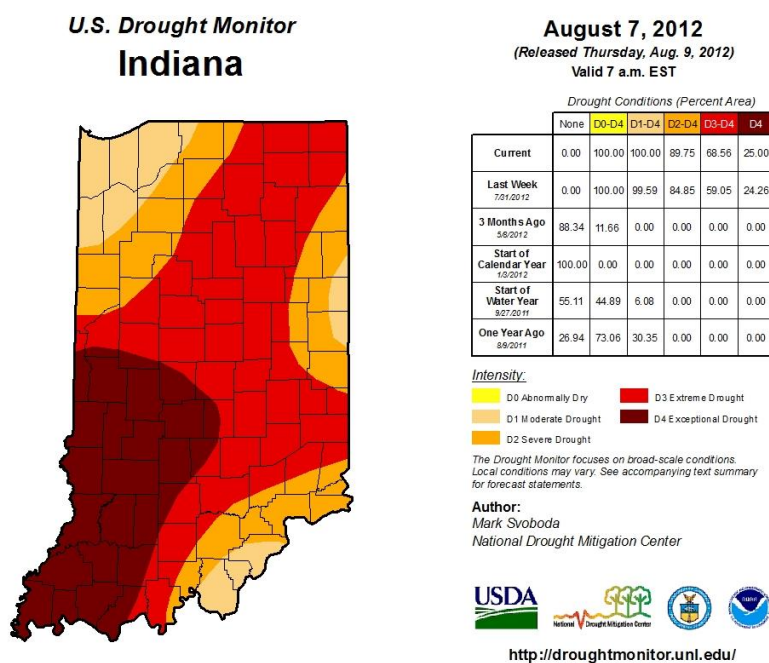 U.S. Drought Monitor
Indiana
August 7, 2012
(Released Thursday, Aug. 9, 2012)
Valid 7 a.m. EST
Drought Conditions (Percent Area)
None D0-D4 D1-D4 D2-D4 D3-D4 D4
Current 0.00 100.00 100.00 89.75 68.56 25.00
Last Week 0.00 100.00 99.59 84.85 59.05 24.26
7/31/2012
3 Months Ago 88.34 11.66 0.00 0.00 0.00 0.00
5/8/2012
Start of
Calendar Year 100.00 0.00 0.00 0.00 0.00 0.00
1/3/2012
Start of
Water Year 55.11 44.89 6.08 0.00 0.00 0.00
9/27/2011
One Year Ago 26.94 73.06 30.35 0.00 0.00 0.00
8/9/2011
Intensity:
D0 Abnormally Dry
D1 Moderate Drought
D2 Severe Drought
D3 Extreme Drought
D4 Exceptional Drought
The Drought Monitor focuses on broad-scale conditions.
Local conditions may vary. See accompanying text summary
for forecast statements.
Author:
Mark Svoboda
National Drought Mitigation Center
USDA
National Drought Mitigation Center
http://droughtmonitor.unl.edu/